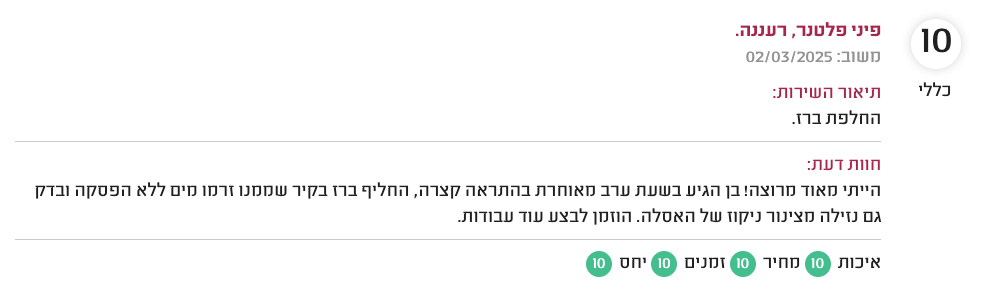 10
כללי
פיני פלטנר, רעננה.
משוב: 02/03/2025
תיאור השירות:
החלפת ברז.
חוות דעת:
הייתי מאוד מרוצה! בן הגיע בשעת ערב מאוחרת בהתראה קצרה, החליף ברז בקיר שממנו זרמו מים ללא הפסקה ובדק
גם נזילה מצינור ניקוז של האסלה. הוזמן לבצע עוד עבודות.
איכות 10 מחיר 10 זמנים 10 יחס 10